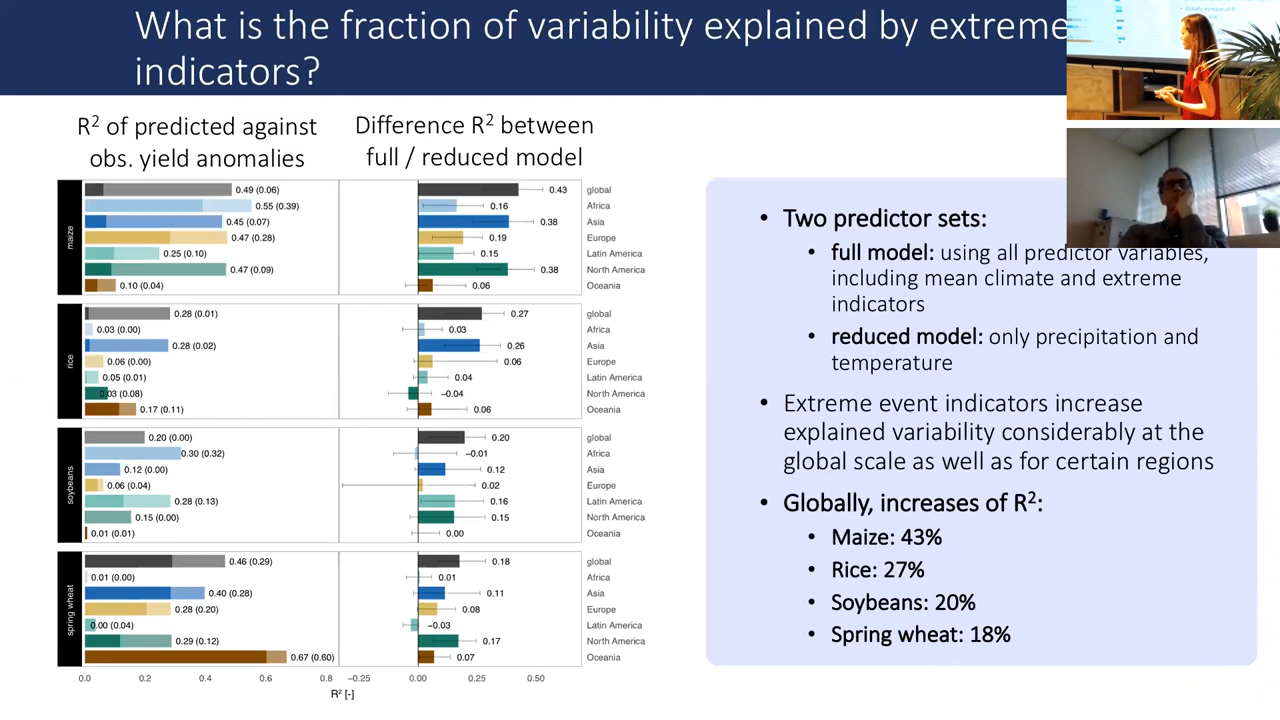 What is the fraction of variability explained by extreme
indicators?
R² of predicted against
obs. yield anomalies
Difference R² between
full / reduced model
maize
0.49 (0.06)
0.43
global
0.55 (0.39)
0.16
Africa
0.45 (0.07)
0.38
Asia
0.47 (0.28)
0.19
Europe
0.25 (0.10)
0.15
Latin America
0.47 (0.09)
0.38
North America
0.10 (0.04)
0.06
Oceania
rice
0.28 (0.01)
0.27
global
0.03 (0.00)
0.03
Africa
0.28 (0.02)
0.26
Asia
0.06 (0.00)
0.06
Europe
0.05 (0.01)
0.04
Latin America
0.03 (0.08)
−0.04
North America
0.17 (0.11)
0.06
Oceania
soybeans
0.20 (0.00)
0.20
global
0.30 (0.32)
−0.01
Africa
0.12 (0.00)
0.12
Asia
0.06 (0.04)
0.02
Europe
0.28 (0.13)
0.16
Latin America
0.15 (0.00)
0.15
North America
0.01 (0.01)
0.00
Oceania
spring wheat
0.46 (0.29)
0.18
global
0.01 (0.00)
0.01
Africa
0.40 (0.28)
0.11
Asia
0.28 (0.20)
0.08
Europe
0.00 (0.04)
−0.03
Latin America
0.29 (0.12)
0.17
North America
0.67 (0.60)
0.07
Oceania
0.0 0.2 0.4 0.6 0.8 −0.25 0.00 0.25 0.50
R² [-]
• Two predictor sets:
• full model: using all predictor variables,
including mean climate and extreme
indicators
• reduced model: only precipitation and
temperature
• Extreme event indicators increase
explained variability considerably at the
global scale as well as for certain regions
• Globally, increases of R²:
• Maize: 43%
• Rice: 27%
• Soybeans: 20%
• Spring wheat: 18%